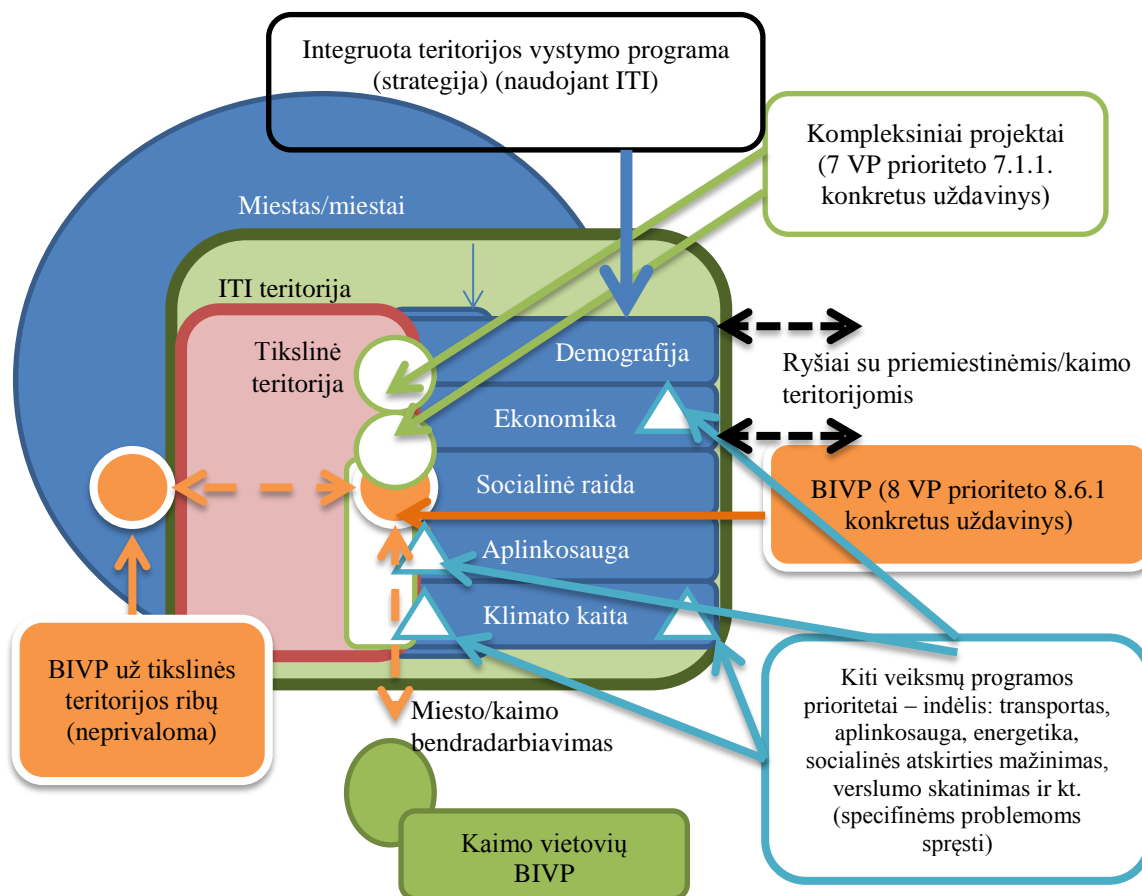 Integruota teritorijos vystymo programa
(strategija) (naudojant ITI)
Kompleksiniai projektai
(7 VP prioriteto 7.1.1.
konkretus uždavinys)
Miestas/miestai
ITI teritorija
Tikslinė
teritorija
Demografija
Ekonomika
Socialinė raida
Aplinkosauga
Klimato kaita
Ryšiai su priemiestinėmis/kaimo
teritorijomis
BIVP (8 VP prioriteto 8.6.1
konkretus uždavinys)
BIVP už tikslinės
teritorijos ribų
(neprivaloma)
Miesto/kaimo
bendradarbiavimas
Kiti veiksmų programos
prioritetai – indėlis: transportas,
aplinkosauga, energetika,
socialinės atskirties mažinimas,
verslumo skatinimas ir kt.
(specifinėms problemoms
spręsti)
Kaimo vietovių
BIVP